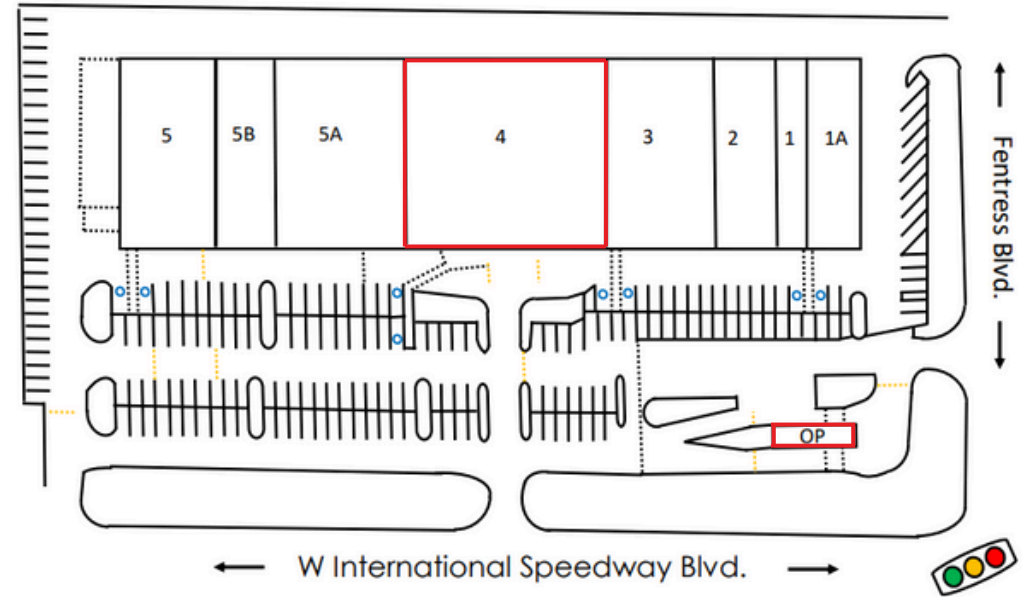 5
5B
5A
4
3
2
1
1A
Fentress Blvd.
OP
W International Speedway Blvd.